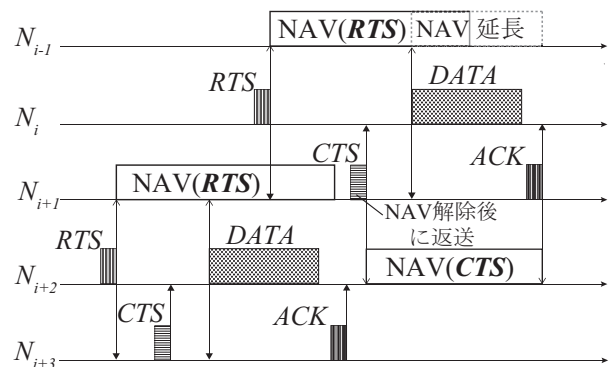 N_{i-1} NAV(RTS) NAV 延長
RTS DATA
N_i
CTS ACK
NAV(RTS)
N_{i+1}
NAV解除後
に返送
RTS DATA NAV(CTS)
N_{i+2}
CTS ACK
N_{i+3}